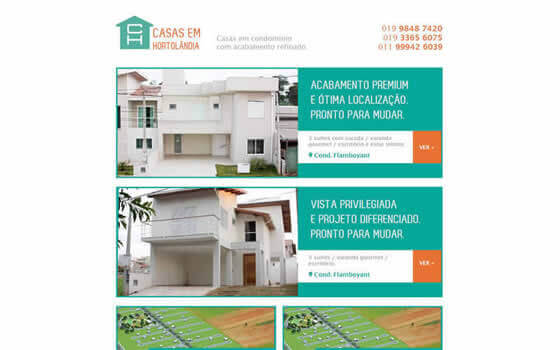 CH
CASAS EM
HORTOLÂNDIA
Casas em condomínio
com acabamento refinado.
019 9848 7420
019 3365 6075
011 99942 6039
ACABAMENTO PREMIUM
E ÓTIMA LOCALIZAÇÃO.
PRONTO PARA MUDAR.
3 suítes com sacada / varanda
gourmet / escritório e
VER +
Cond. Flamboyant
VISTA PRIVILEGIADA
E PROJETO DIFERENCIADO.
PRONTO PARA MUDAR.
3 suítes / varanda gourmet /
escritório.
VER +
Cond. Flamboyant